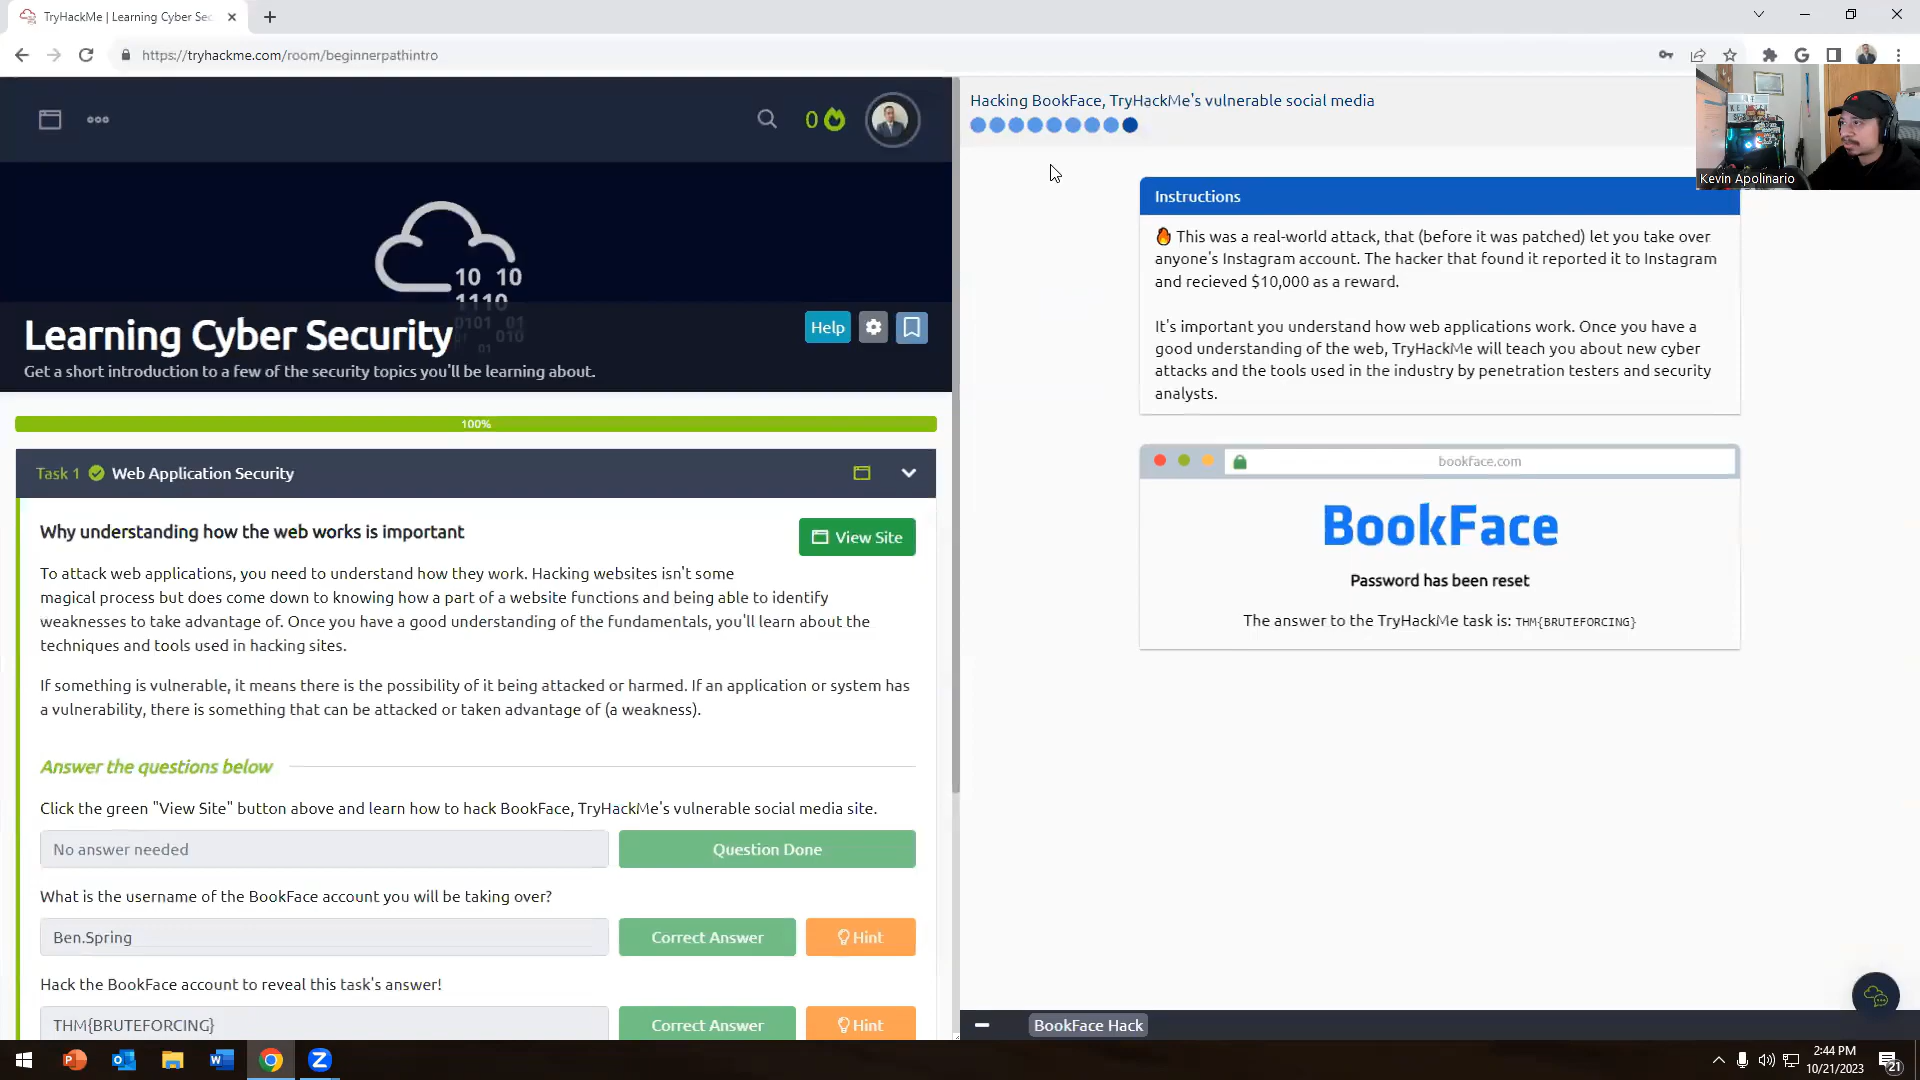 TryHackMe | Learning Cyber Sec
https://tryhackme.com/room/beginnerpathintro
0
10 10
1110
0101 01
010
01
Learning Cyber Security
Get a short introduction to a few of the security topics you'll be learning about.
Help
100%
Task 1
Web Application Security
Why understanding how the web works is important
View Site
To attack web applications, you need to understand how they work. Hacking websites isn't some
magical process but does come down to knowing how a part of a website functions and being able to identify
weaknesses to take advantage of. Once you have a good understanding of the fundamentals, you'll learn about the
techniques and tools used in hacking sites.
If something is vulnerable, it means there is the possibility of it being attacked or harmed. If an application or system has
a vulnerability, there is something that can be attacked or taken advantage of (a weakness).
Answer the questions below
Click the green "View Site" button above and learn how to hack BookFace, TryHackMe's vulnerable social media site.
No answer needed
Question Done
What is the username of the BookFace account you will be taking over?
Ben.Spring
Correct Answer
Hint
Hack the BookFace account to reveal this task's answer!
THM{BRUTEFORCING}
Correct Answer
Hint
Hacking BookFace, TryHackMe's vulnerable social media
Kevin Apolinario
Instructions
This was a real-world attack, that (before it was patched) let you take over
anyone's Instagram account. The hacker that found it reported it to Instagram
and recieved $10,000 as a reward.
It's important you understand how web applications work. Once you have a
good understanding of the web, TryHackMe will teach you about new cyber
attacks and the tools used in the industry by penetration testers and security
analysts.
bookface.com
BookFace
Password has been reset
The answer to the TryHackMe task is: THM{BRUTEFORCING}
BookFace Hack
2:44 PM
10/21/2023
21